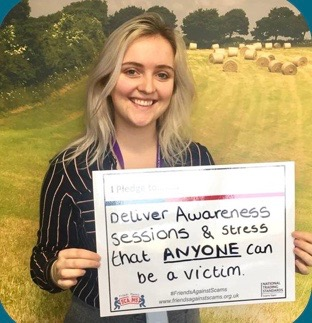 I Pledge to
Deliver Awareness
sessions & stress
that ANYONE can
be a victim.
#FriendsAgainstScams
SCAMS
www.friendsagainstscams.org.uk
NATIONAL
TRADING
STANDARDS